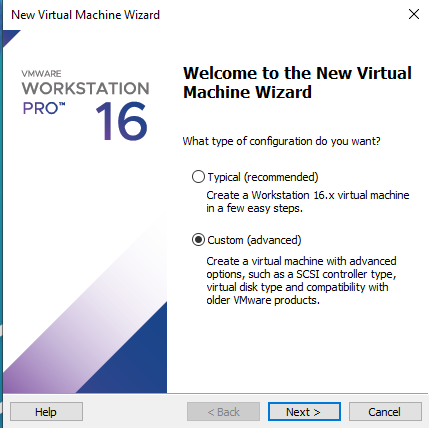 New Virtual Machine Wizard
VMWARE
WORKSTATION
PRO™ 16
Welcome to the New Virtual
Machine Wizard
What type of configuration do you want?
Typical (recommended)
Create a Workstation 16.x virtual machine
in a few easy steps.
Custom (advanced)
Create a virtual machine with advanced
options, such as a SCSI controller type,
virtual disk type and compatibility with
older VMware products.
Help
< Back
Next >
Cancel